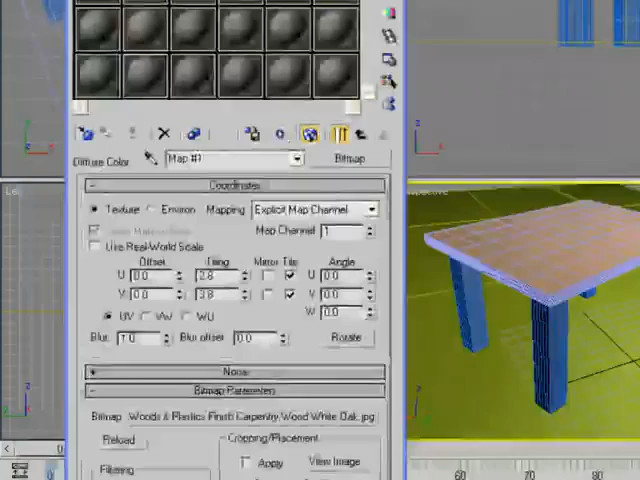 Diffuse Color: Map #1 Bitmap
Coordinates
Texture Environ Mapping: Explicit Map Channel
Map Channel: 1
Use Real-World Scale
Offset Tiling Mirror Tile Angle
U: 0.0 2.8 U: 0.0
V: 0.0 3.8 V: 0.0
UV VW WU W: 0.0
Blur: 1.0 Blur offset: 0.0 Rotate
Noise
Bitmap Parameters
Bitmap: Woods & Plastics.Finish Carpentry.Wood.White Oak.jpg
Reload Cropping/Placement
Apply View Image
Filtering
60 70 80